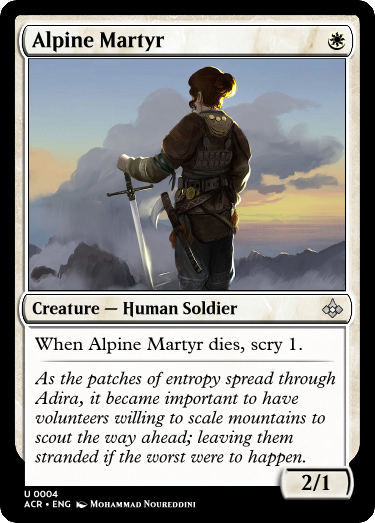 Alpine Martyr
Creature — Human Soldier
When Alpine Martyr dies, scry 1.
As the patches of entropy spread through
Adira, it became important to have
volunteers willing to scale mountains to
scout the way ahead; leaving them
stranded if the worst were to happen.
2/1
U 0004
ACR • ENG Mohammad Noureddini